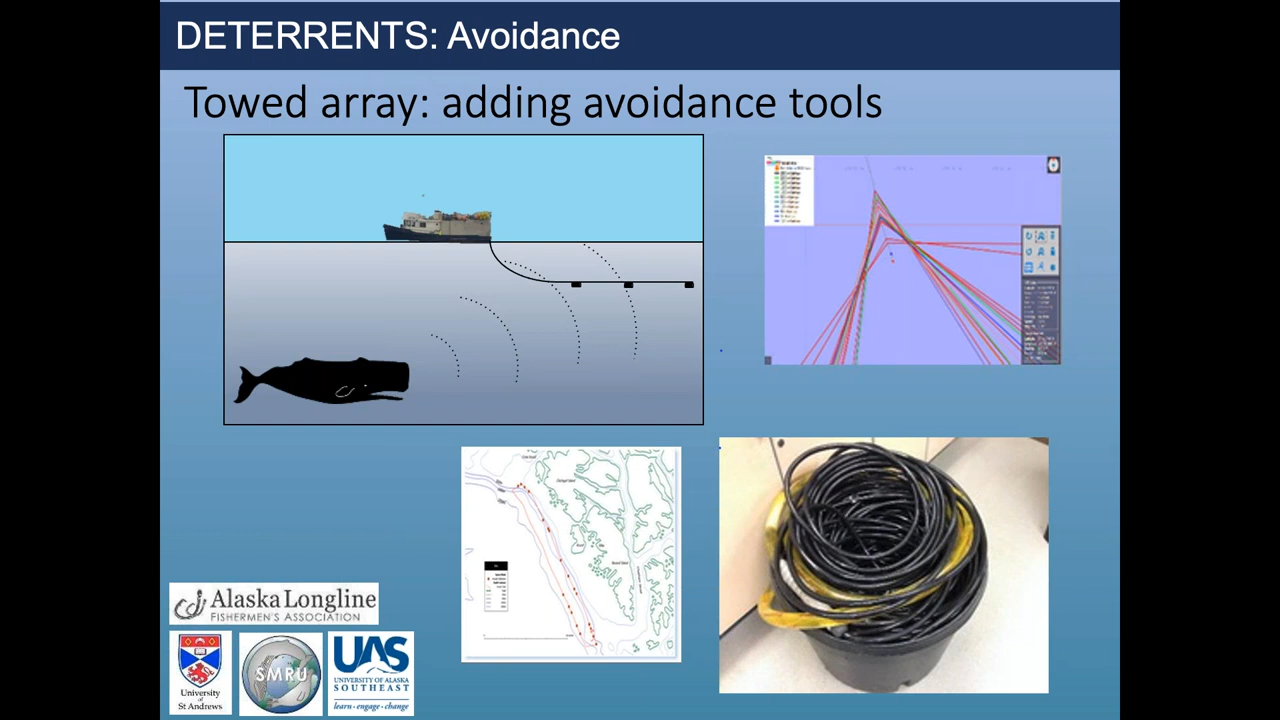 DETERRENTS: Avoidance
Towed array: adding avoidance tools
Alaska Longline
FISHERMEN'S ASSOCIATION
University
of
St Andrews
SMRU
UAS
UNIVERSITY OF ALASKA
SOUTHEAST
learn • engage • change